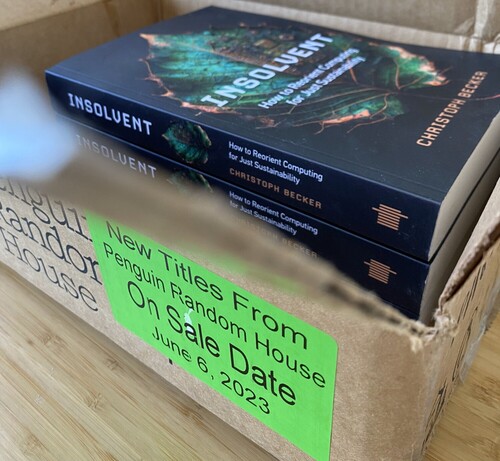 INSOLVENT
How to Reorient Computing
for Just Sustainability
CHRISTOPH BECKER
INSOLVENT
How to Reorient Computing
for Just Sustainability
CHRISTOPH BECKER
INSOLVENT
How to Reorient Computing
for Just Sustainability
Random
House
New Titles From
Penguin Random House
On Sale Date
June 6, 2023